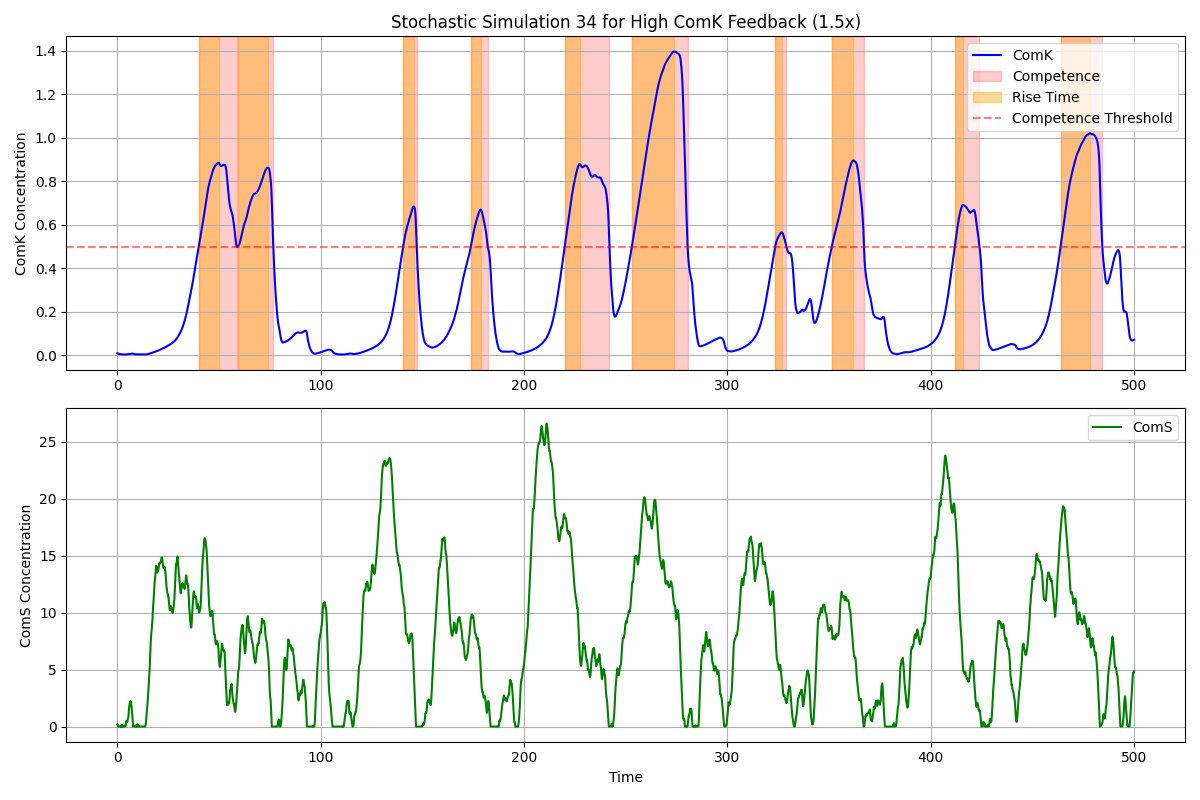 Stochastic Simulation 34 for High ComK Feedback (1.5x)
ComK Concentration
1.4
1.2
1.0
0.8
0.6
0.4
0.2
0.0
ComK
Competence
Rise Time
Competence Threshold
0
100
200
300
400
500
ComS Concentration
25
20
15
10
5
0
ComS
0
100
200
300
400
500
Time